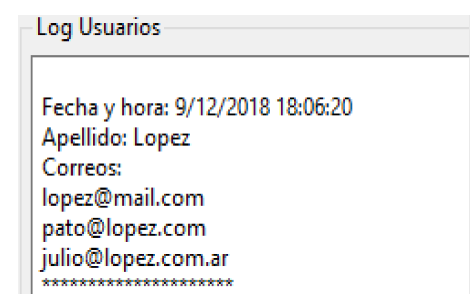 Log Usuarios
Fecha y hora: 9/12/2018 18:06:20
Apellido: Lopez
Correos:
lopez@mail.com
pato@lopez.com
julio@lopez.com.ar
*********************